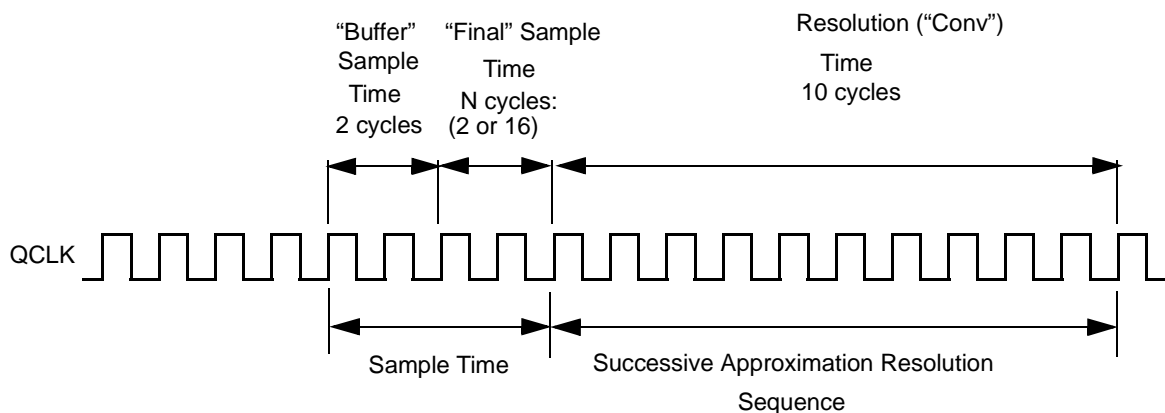 “Buffer”
Sample
Time
2 cycles
“Final” Sample
Time
N cycles:
(2 or 16)
Resolution (“Conv”)
Time
10 cycles
QCLK
Sample Time
Successive Approximation Resolution
Sequence